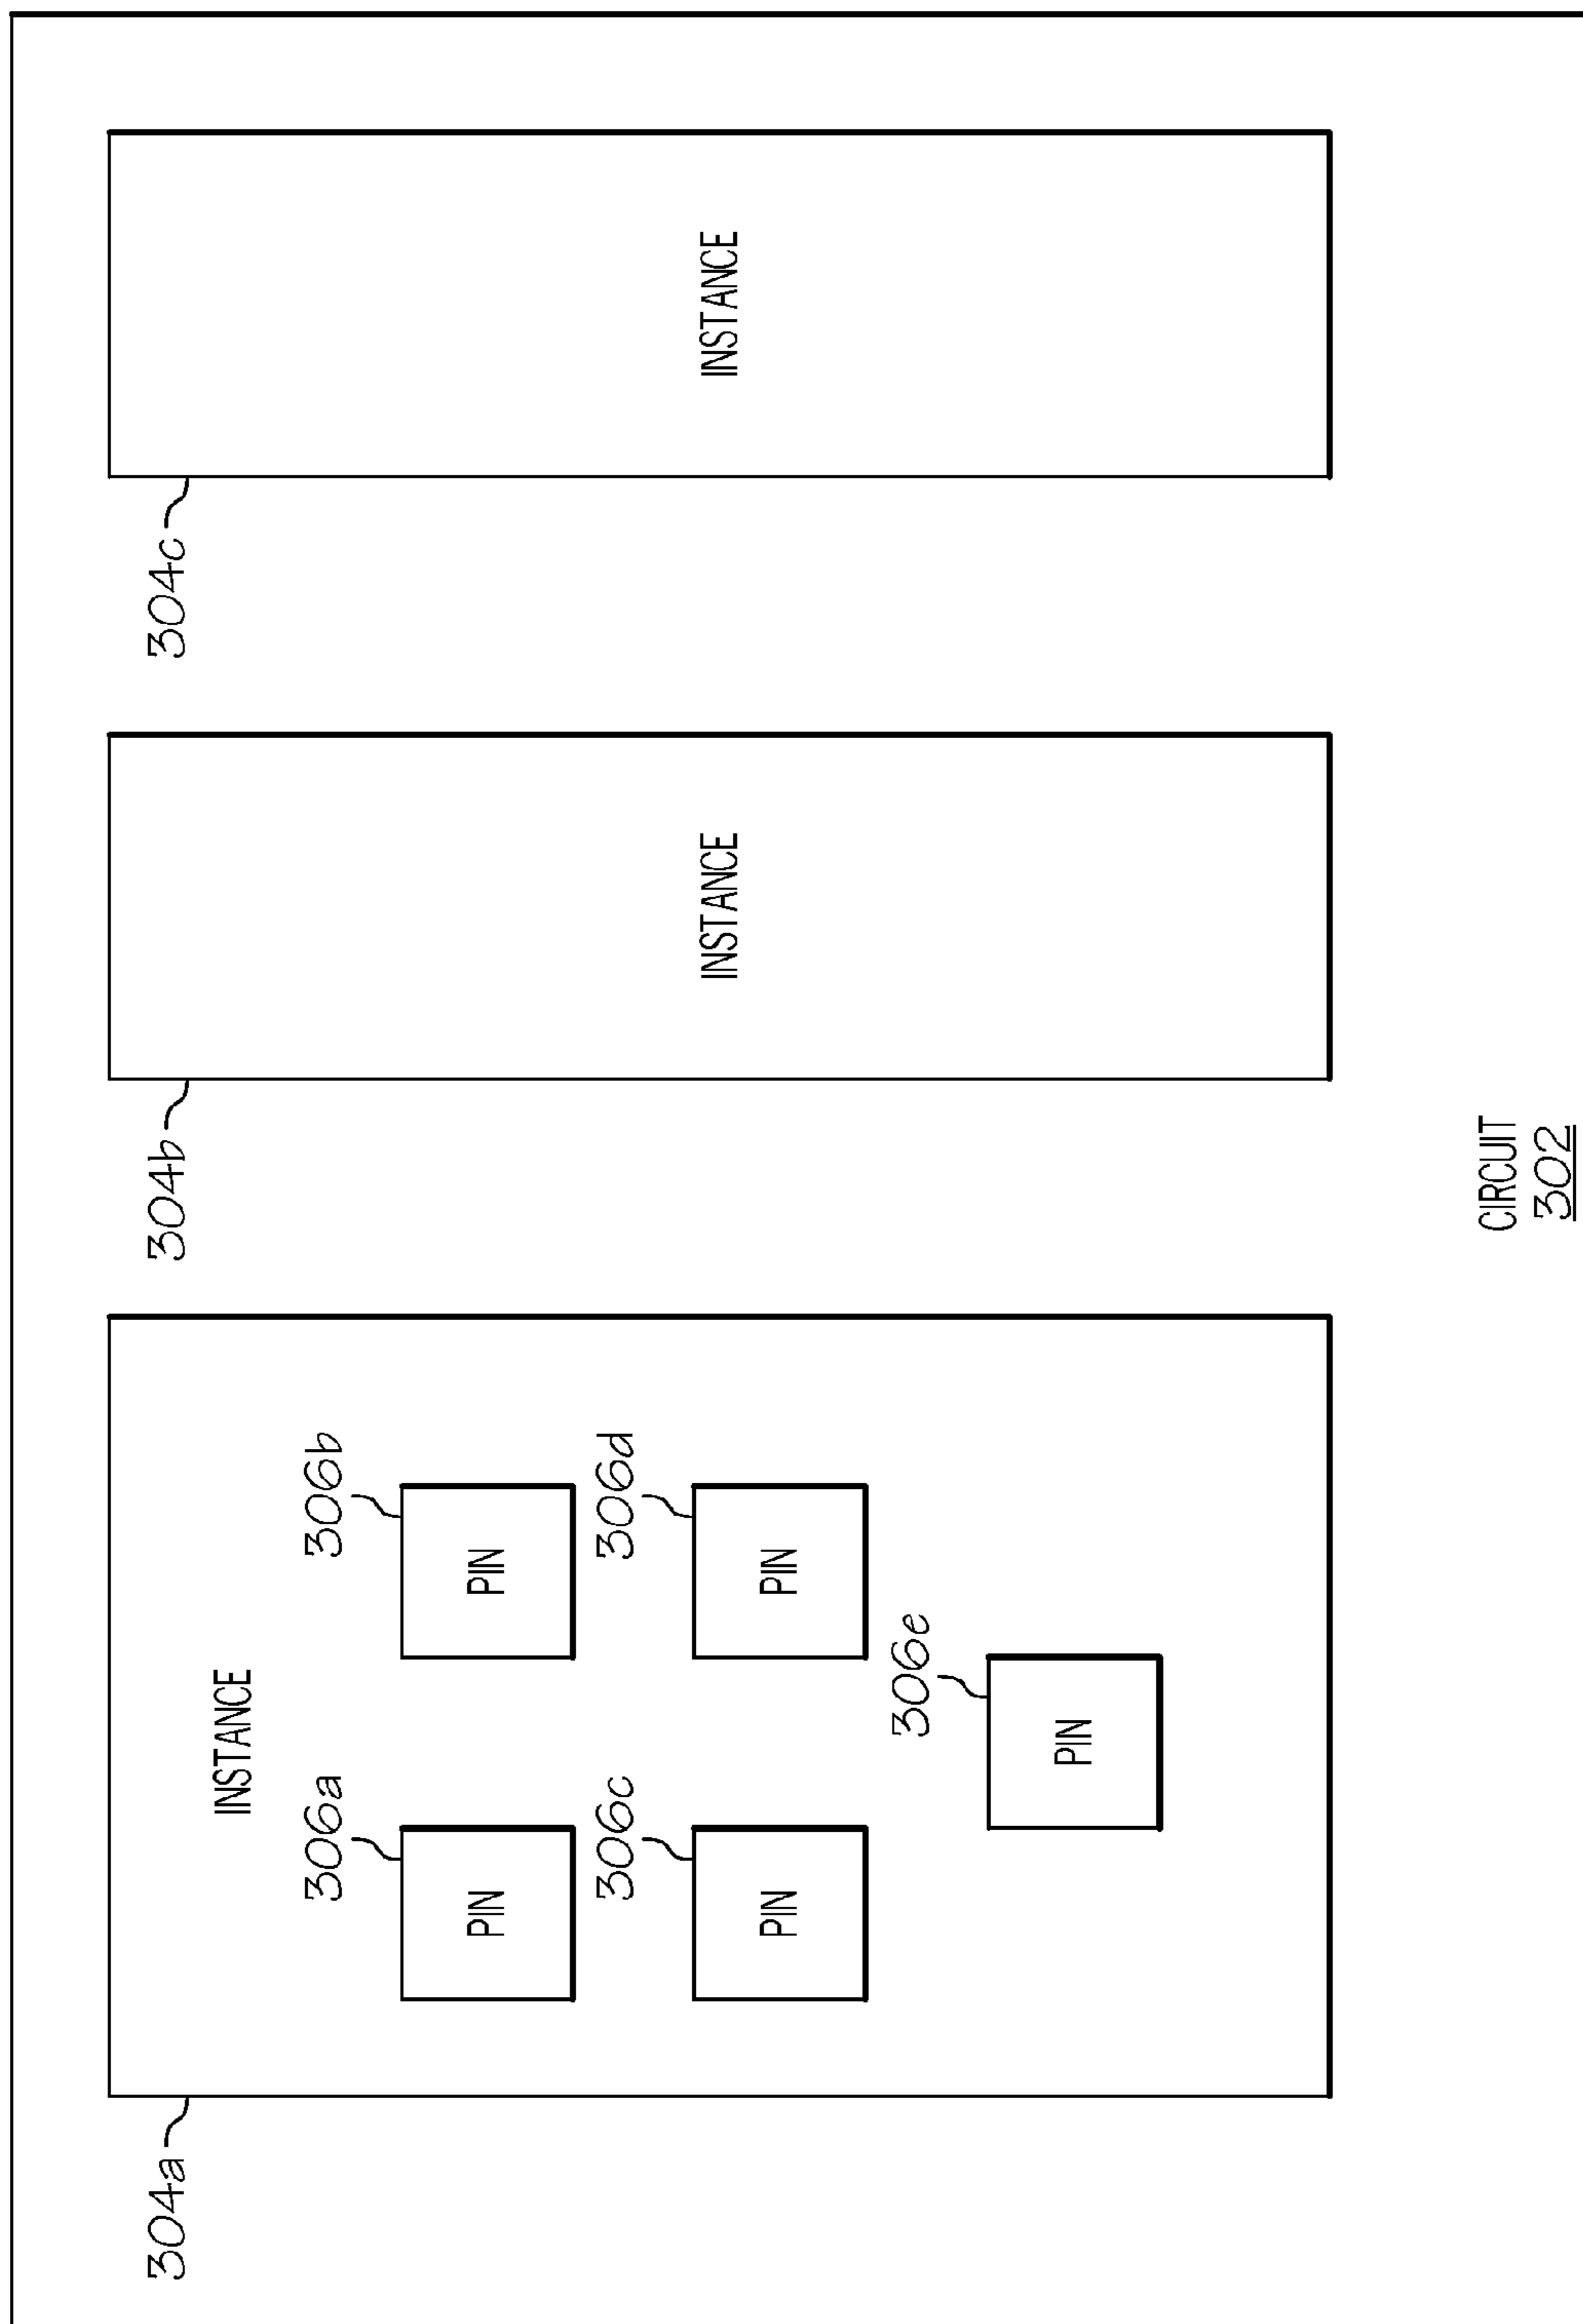 304a
INSTANCE
306a
PIN
306b
PIN
306c
PIN
306d
PIN
306e
PIN
304b
INSTANCE
304c
INSTANCE
CIRCUIT
302